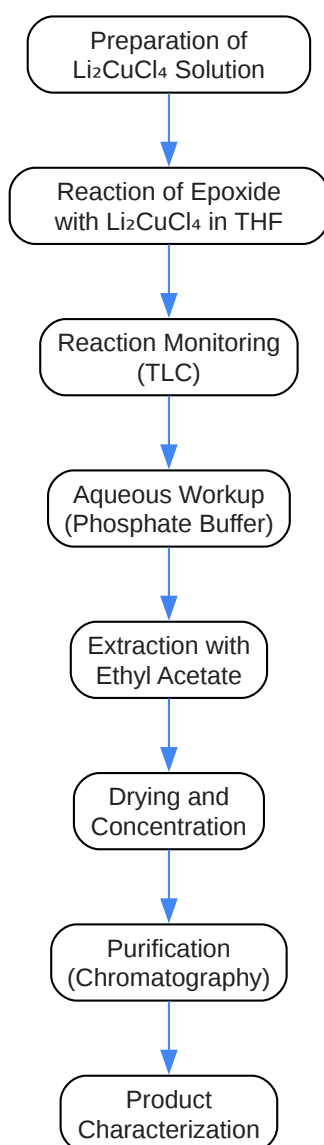 Preparation of
Li₂CuCl₄ Solution
Reaction of Epoxide
with Li₂CuCl₄ in THF
Reaction Monitoring
(TLC)
Aqueous Workup
(Phosphate Buffer)
Extraction with
Ethyl Acetate
Drying and
Concentration
Purification
(Chromatography)
Product
Characterization